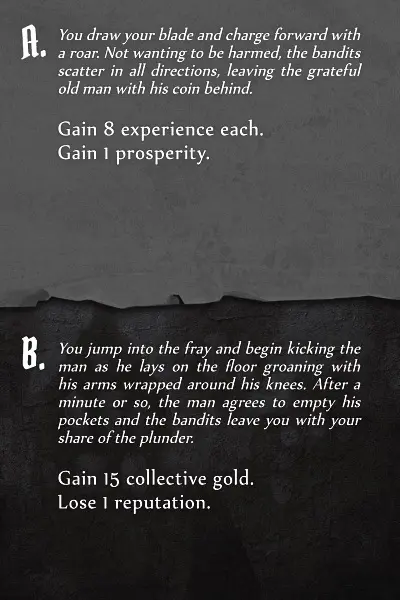 A. You draw your blade and charge forward with
a roar. Not wanting to be harmed, the bandits
scatter in all directions, leaving the grateful
old man with his coin behind.
Gain 8 experience each.
Gain 1 prosperity.
B. You jump into the fray and begin kicking the
man as he lays on the floor groaning with
his arms wrapped around his knees. After a
minute or so, the man agrees to empty his
pockets and the bandits leave you with your
share of the plunder.
Gain 15 collective gold.
Lose 1 reputation.